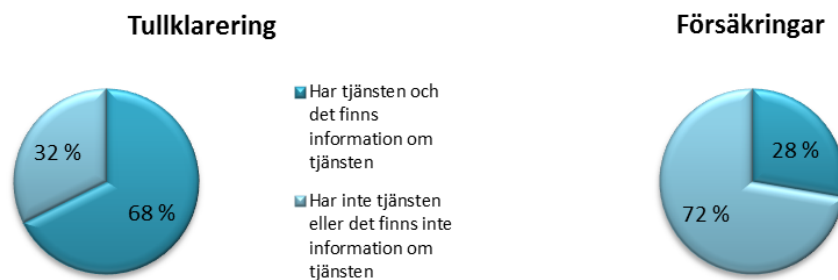 Tullklarering
32 %
68 %
Har tjänsten och
det finns
information om
tjänsten
Har inte tjänsten
eller det finns inte
information om
tjänsten
Försäkringar
28 %
72 %